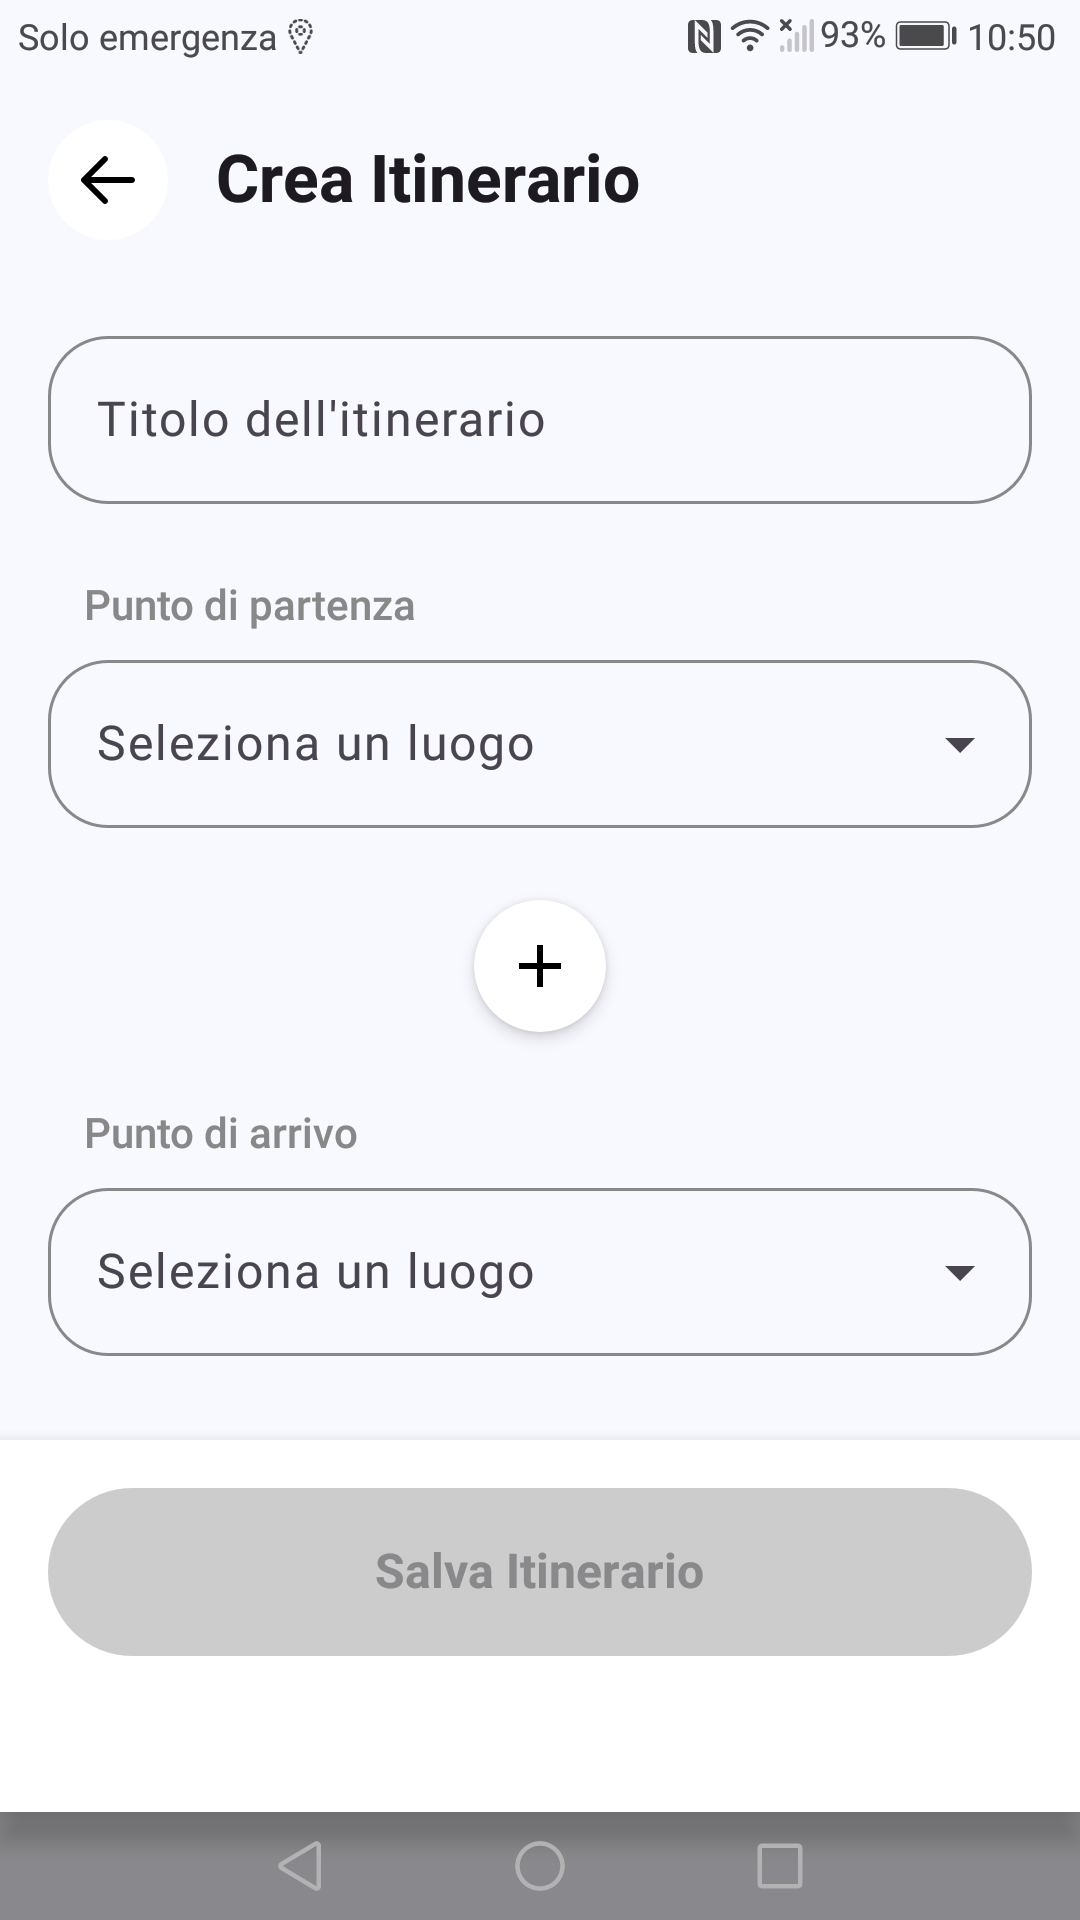 Solo emergenza 93% 10:50
Crea Itinerario
Titolo dell'itinerario
Punto di partenza
Seleziona un luogo
Punto di arrivo
Seleziona un luogo
Salva Itinerario